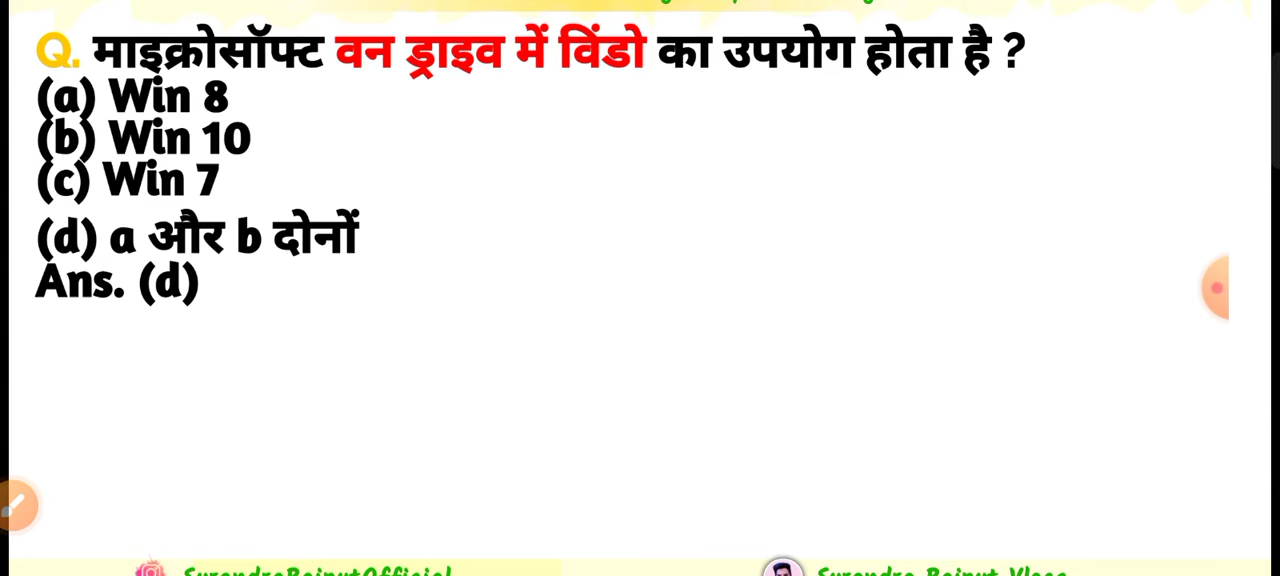 Q. माइक्रोसॉफ्ट वन ड्राइव में विंडो का उपयोग होता है ?
(a) Win 8
(b) Win 10
(c) Win 7
(d) a और b दोनों
Ans. (d)
SurendraRajputOfficial
Surendra Rajput Vlogs